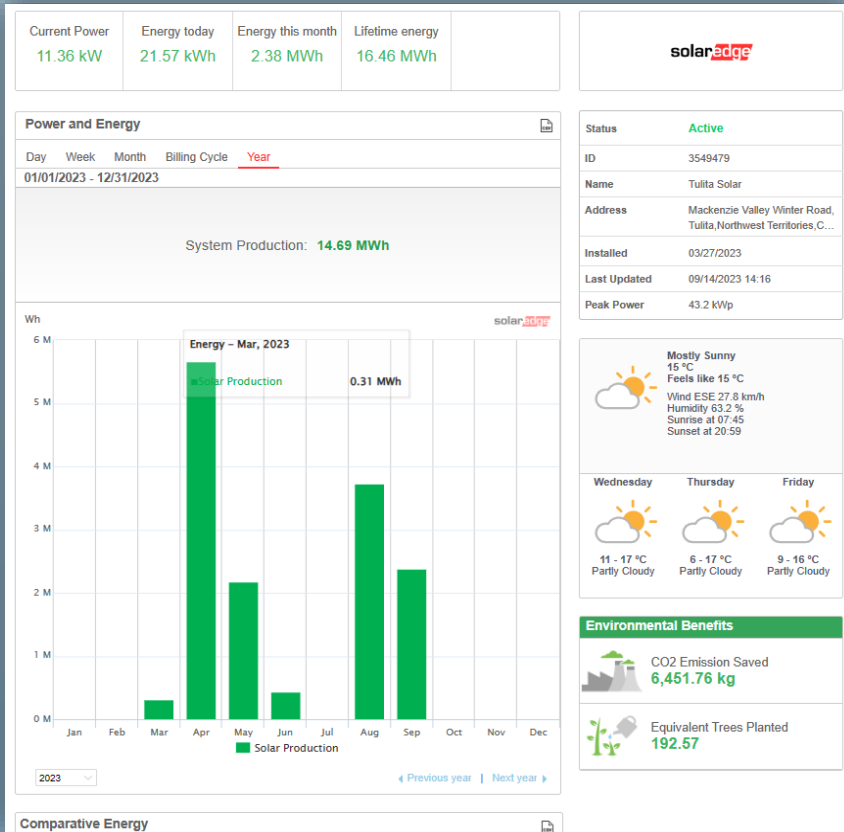 Current Power Energy today Energy this month Lifetime energy
11.36 kW 21.57 kWh 2.38 MWh 16.46 MWh
solaredge
Power and Energy
Day Week Month Billing Cycle Year
01/01/2023 - 12/31/2023
System Production: 14.69 MWh
Wh
solaredge
Energy – Mar, 2023
Solar Production 0.31 MWh
6 M
5 M
4 M
3 M
2 M
1 M
0 M
Jan Feb Mar Apr May Jun Jul Aug Sep Oct Nov Dec
Solar Production
2023
Previous year | Next year
Comparative Energy
Status Active
ID 3549479
Name Tulita Solar
Address Mackenzie Valley Winter Road,
Tulita,Northwest Territories,C...
Installed 03/27/2023
Last Updated 09/14/2023 14:16
Peak Power 43.2 kWp
Mostly Sunny
15 ºC
Feels like 15 ºC
Wind ESE 27.8 km/h
Humidity 63.2 %
Sunrise at 07:45
Sunset at 20:59
Wednesday Thursday Friday
11 - 17 ºC 6 - 17 ºC 9 - 16 ºC
Partly Cloudy Partly Cloudy Partly Cloudy
Environmental Benefits
CO2 Emission Saved
6,451.76 kg
Equivalent Trees Planted
192.57